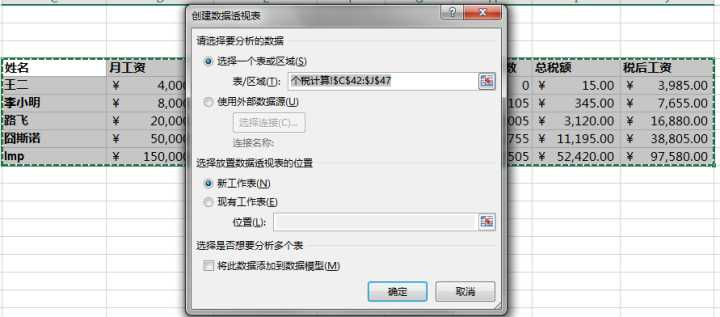 创建数据透视表
请选择要分析的数据
选择一个表或区域(S)
表/区域(T): 个税计算!$C$42:$J$47
使用外部数据源(U)
选择连接(C)...
连接名称:
选择放置数据透视表的位置
新工作表(N)
现有工作表(E)
位置(L):
选择是否想要分析多个表
将此数据添加到数据模型(M)
确定 取消
姓名 月工资 数 总税额 税后工资
王二 ¥ 4,000 0 ¥ 15.00 ¥ 3,985.00
李小明 ¥ 8,000 105 ¥ 345.00 ¥ 7,655.00
路飞 ¥ 20,000 005 ¥ 3,120.00 ¥ 16,880.00
囧斯诺 ¥ 50,000 755 ¥ 11,195.00 ¥ 38,805.00
lmp ¥ 150,000 505 ¥ 52,420.00 ¥ 97,580.00